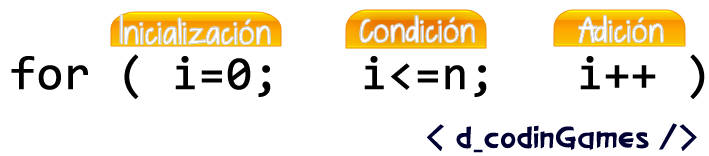 Inicialización Condición Adición
for ( i=0; i<=n; i++ )
< d_codinGames />